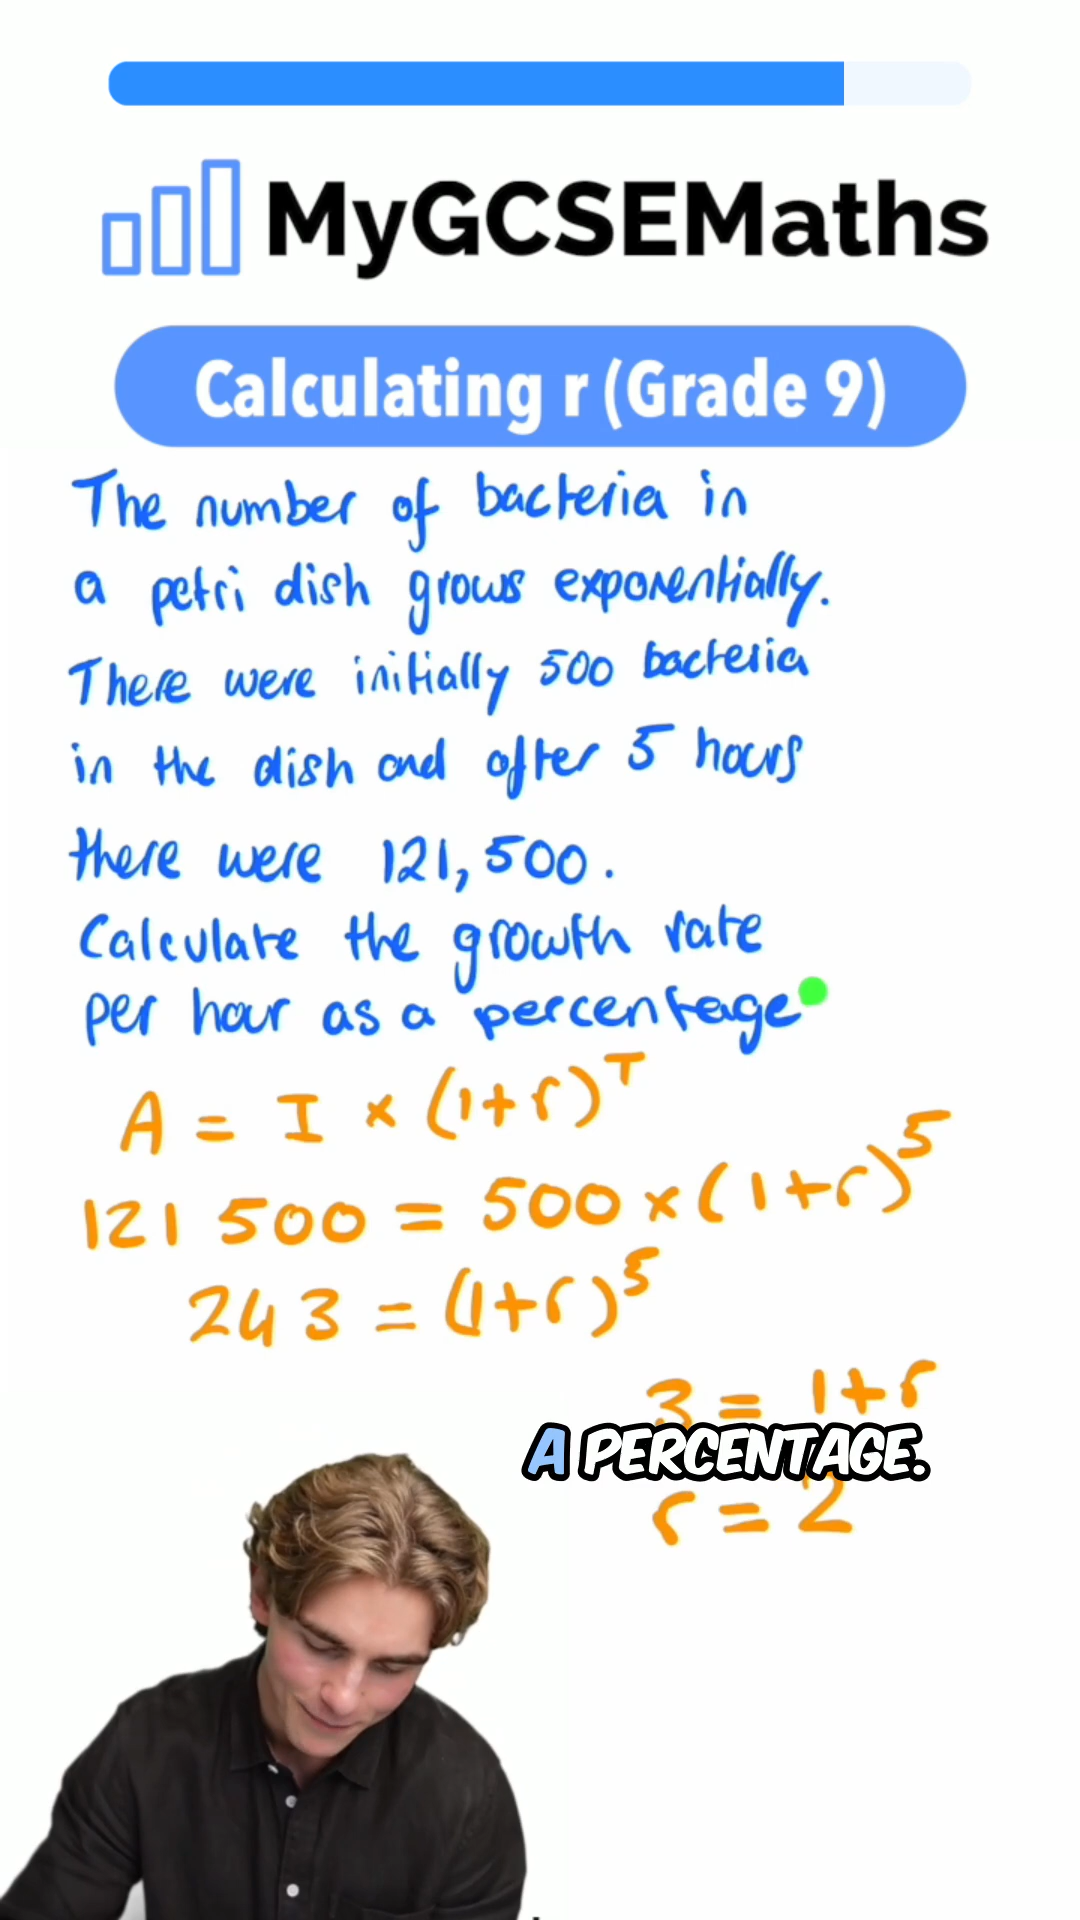 MyGCSEMaths
Calculating r (Grade 9)
The number of bacteria in
a petri dish grows exponentially.
There were initially 500 bacteria
in the dish and after 5 hours
there were 121,500.
Calculate the growth rate
per hour as a percentage
A = I × (1+r)^T
121 500 = 500 × (1+r)^5
243 = (1+r)^5
3 = 1+r
A PERCENTAGE.
r = 2